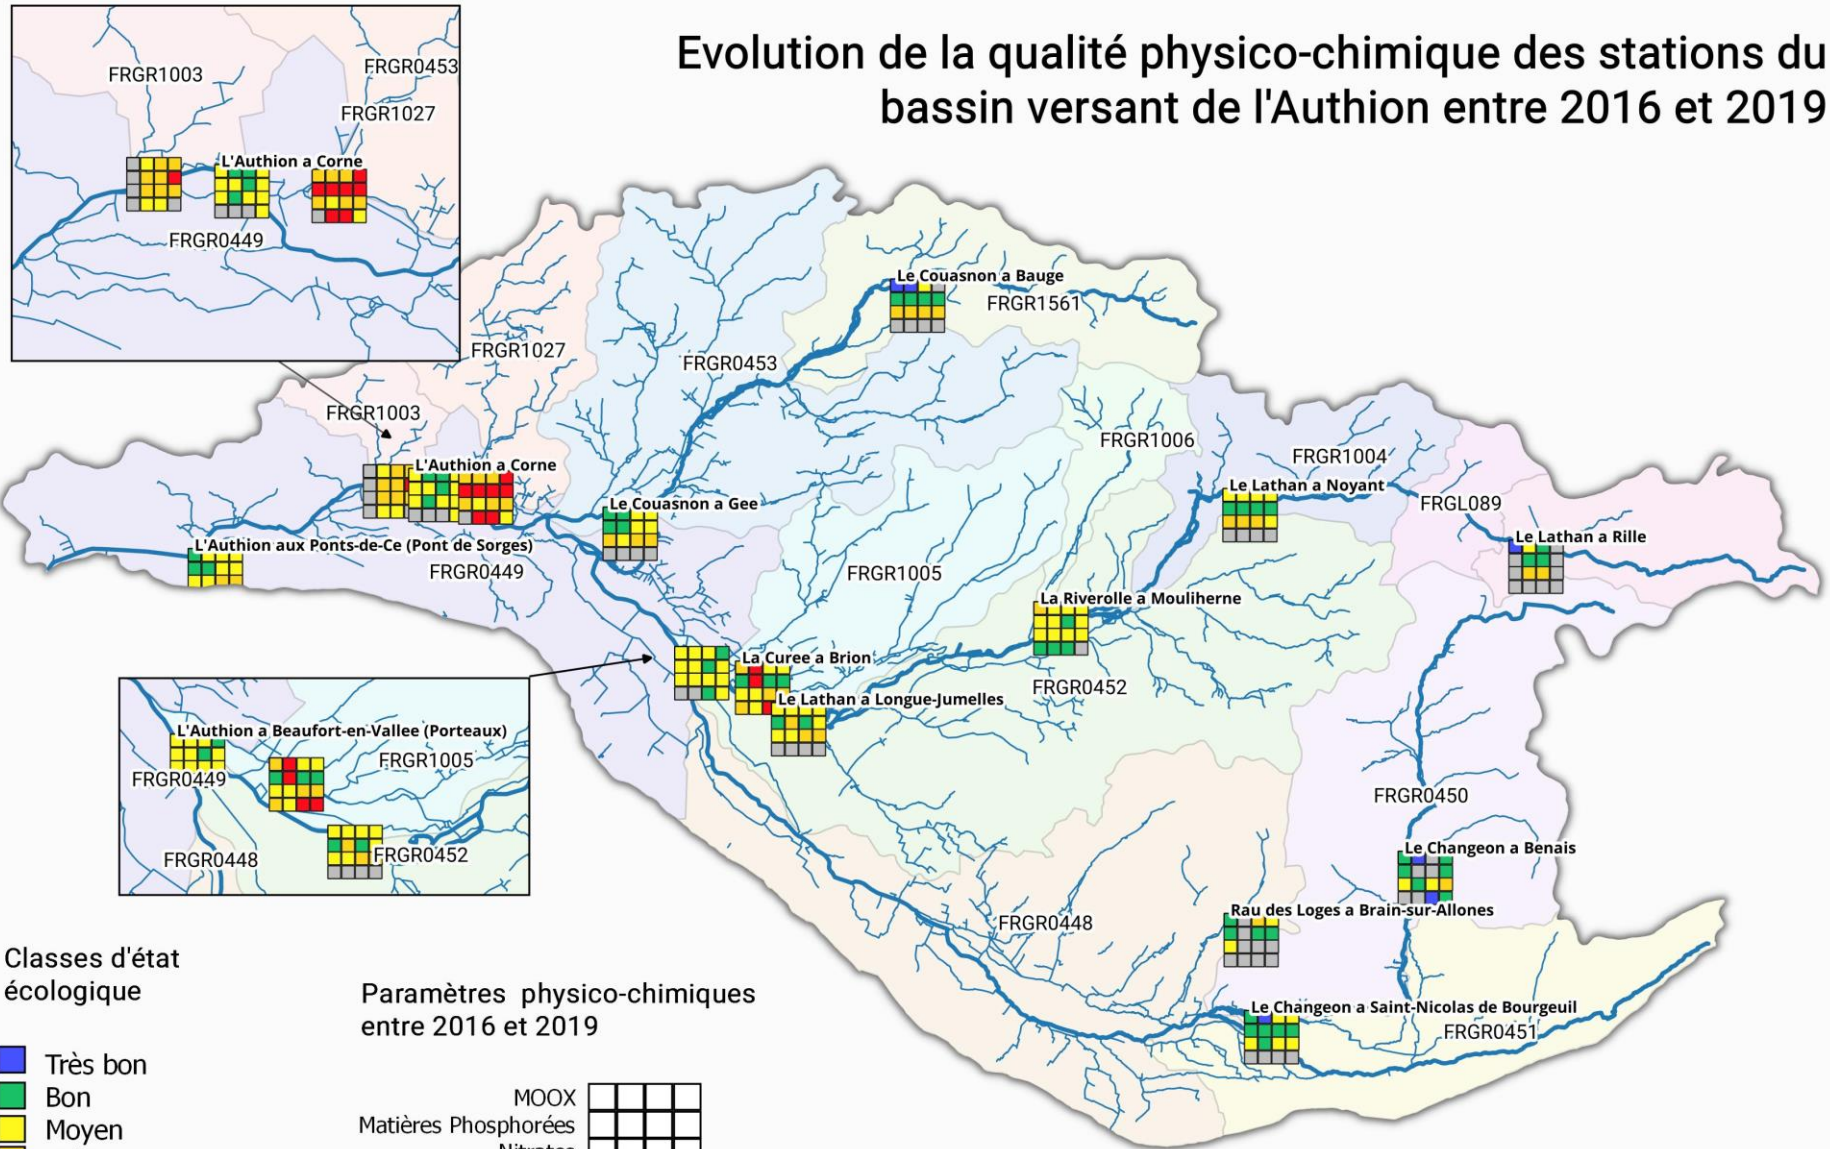 Evolution de la qualité physico-chimique des stations du
bassin versant de l'Authion entre 2016 et 2019
FRGR1003
FRGR0453
FRGR1027
L'Authion a Corne
FRGR0449
Le Couasnon a Bauge
FRGR1561
FRGR1027
FRGR0453
FRGR1003
FRGR1006
FRGR1004
L'Authion a Corne
Le Lathan a Noyant
Le Couasnon a Gee
FRGL089
Le Lathan a Rille
L'Authion aux Ponts-de-Ce (Pont de Sorges)
FRGR0449
FRGR1005
La Riverolle a Mouliherne
La Curee a Brion
FRGR0452
Le Lathan a Longue-Jumelles
L'Authion a Beaufort-en-Vallee (Porteaux)
FRGR1005
FRGR0449
FRGR0448
FRGR0452
FRGR0450
Le Changeon a Benais
Rau des Loges a Brain-sur-Allones
FRGR0448
Le Changeon a Saint-Nicolas de Bourgeuil
FRGR0451
Classes d'état
écologique
Très bon
Bon
Moyen
Paramètres physico-chimiques
entre 2016 et 2019
MOOX
Matières Phosphorées